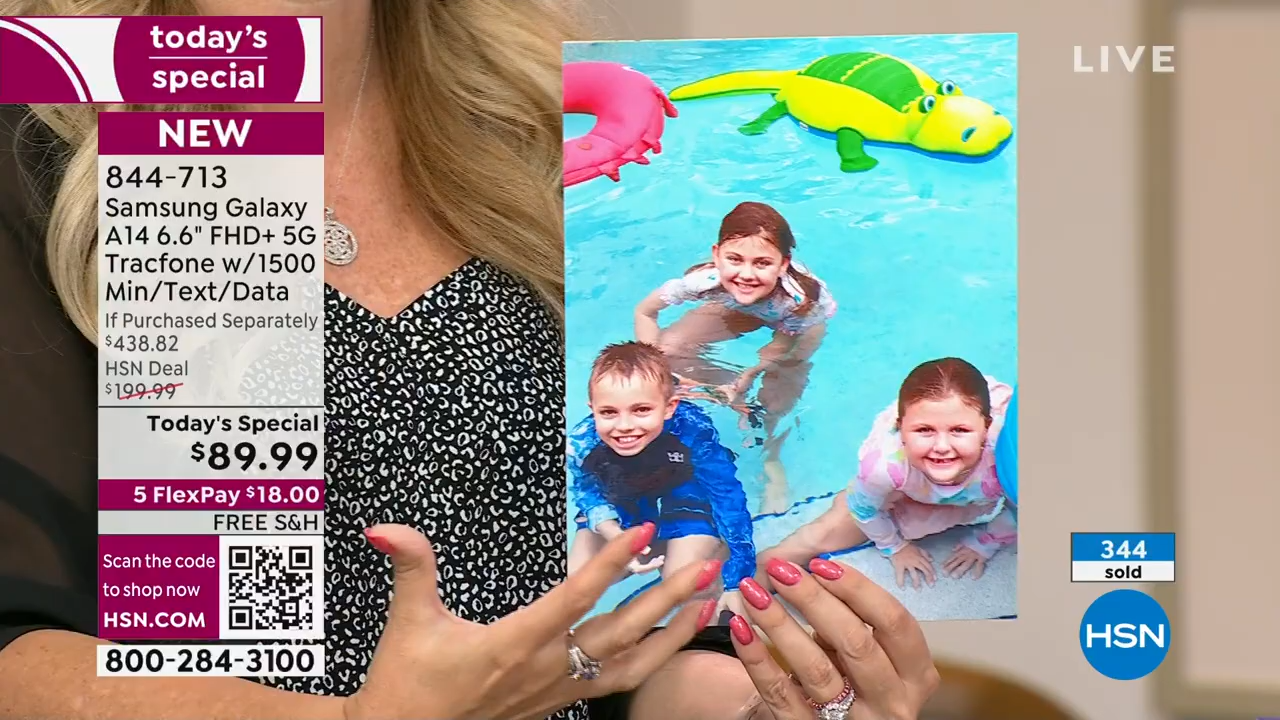 today's
special
NEW
844-713
Samsung Galaxy
A14 6.6" FHD+ 5G
Tracfone w/1500
Min/Text/Data
If Purchased Separately
$438.82
HSN Deal
$199.99
Today's Special
$89.99
5 FlexPay $18.00
FREE S&H
Scan the code
to shop now
HSN.COM
800-284-3100
LIVE
344
sold
HSN